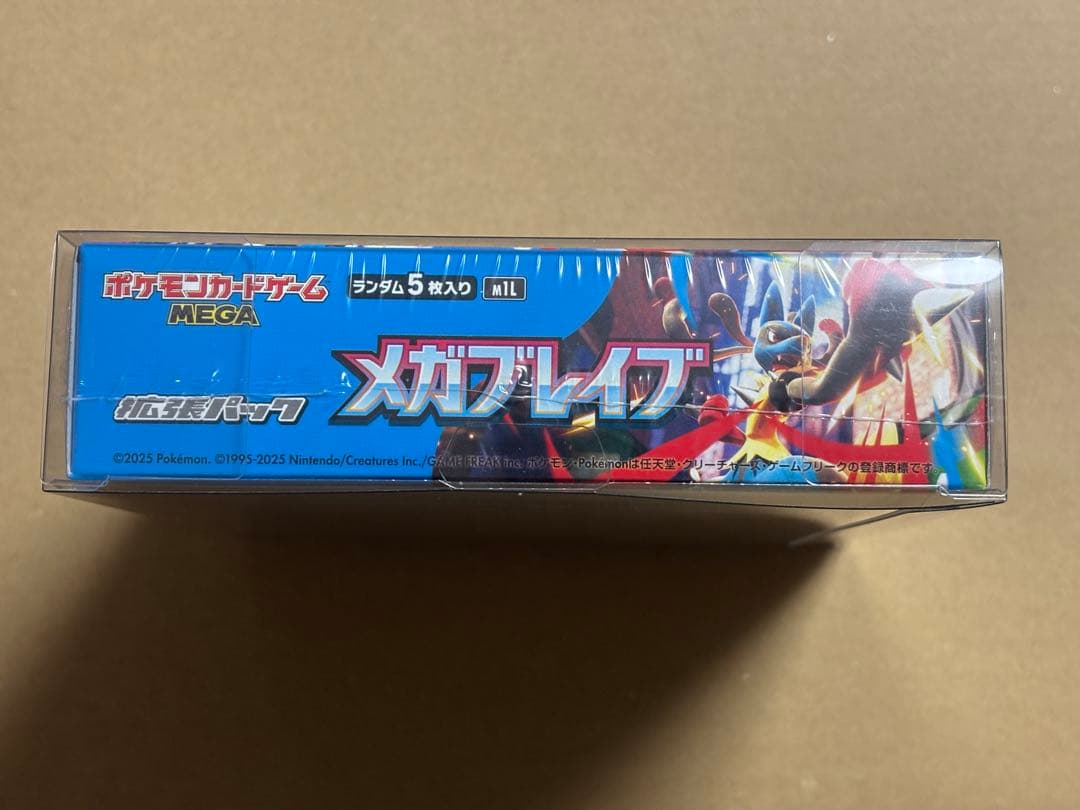 ポケモンカードゲーム
MEGA
ランダム5枚入り M1L
メガブレイブ
拡張パック
©2025 Pokémon. ©1995-2025 Nintendo/Creatures Inc./GAME FREAK inc. ポケモン・Pokémonは任天堂・クリーチャーズ・ゲームフリークの登録商標です。